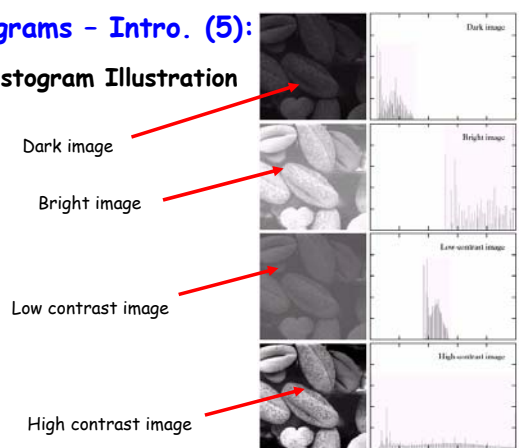 grams – Intro. (5):
stogram Illustration
Dark image
Dark image
Bright image
Bright image
Low-contrast image
Low contrast image
High-contrast image
High contrast image